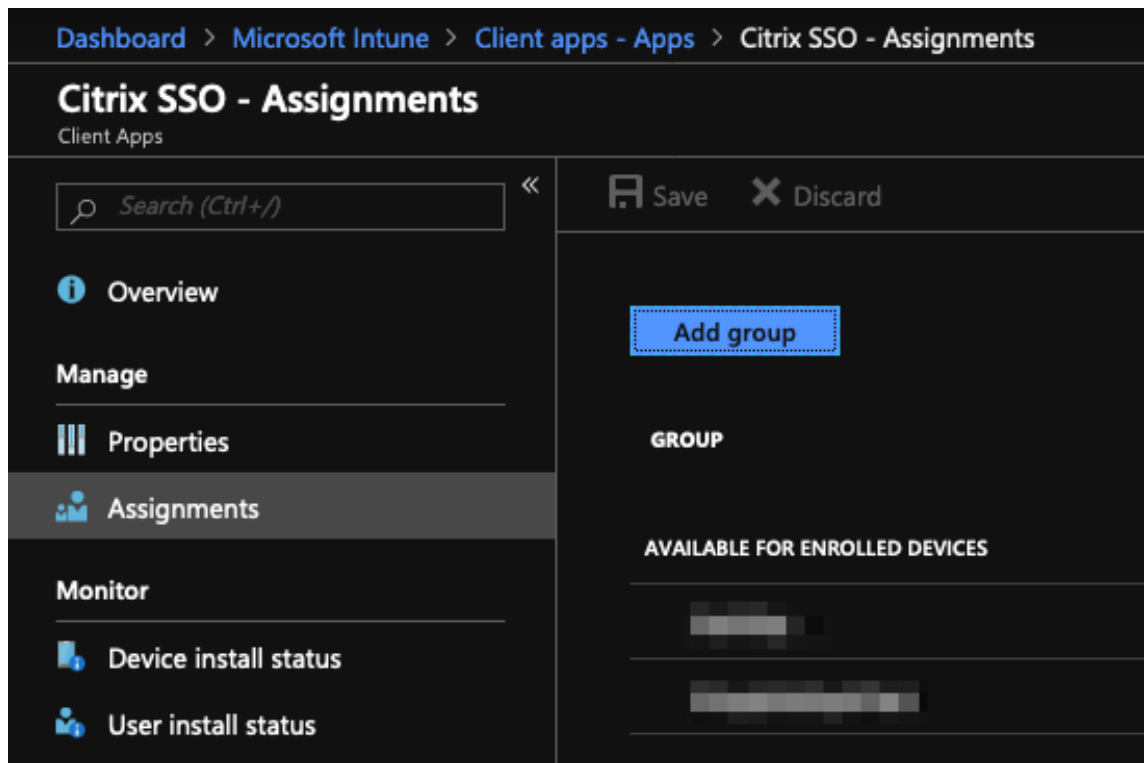 Dashboard > Microsoft Intune > Client apps - Apps > Citrix SSO - Assignments
Citrix SSO - Assignments
Client Apps
Search (Ctrl+/)
«
Overview
Manage
Properties
Assignments
Monitor
Device install status
User install status
Save
Discard
Add group
GROUP
AVAILABLE FOR ENROLLED DEVICES